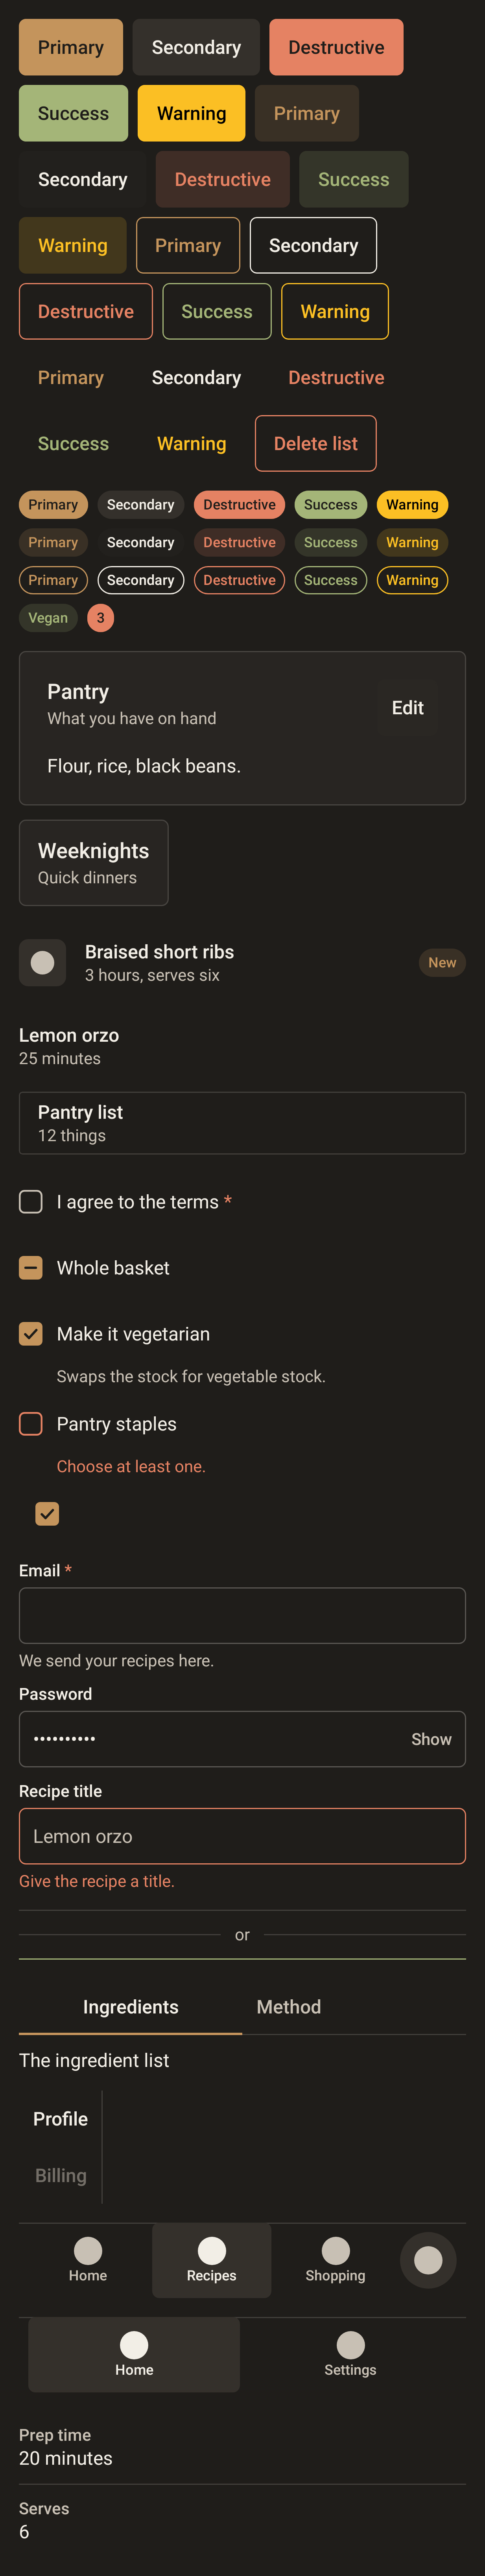 Primary Secondary Destructive
Success Warning Primary
Secondary Destructive Success
Warning Primary Secondary
Destructive Success Warning
Primary Secondary Destructive
Success Warning Delete list
Primary Secondary Destructive Success Warning
Primary Secondary Destructive Success Warning
Primary Secondary Destructive Success Warning
Vegan 3
Pantry
What you have on hand
Edit
Flour, rice, black beans.
Weeknights
Quick dinners
Braised short ribs
3 hours, serves six
New
Lemon orzo
25 minutes
Pantry list
12 things
I agree to the terms *
Whole basket
Make it vegetarian
Swaps the stock for vegetable stock.
Pantry staples
Choose at least one.
Email *
We send your recipes here.
Password
•••••••••• Show
Recipe title
Lemon orzo
Give the recipe a title.
or
Ingredients Method
The ingredient list
Profile
Billing
Home Recipes Shopping
Home Settings
Prep time
20 minutes
Serves
6